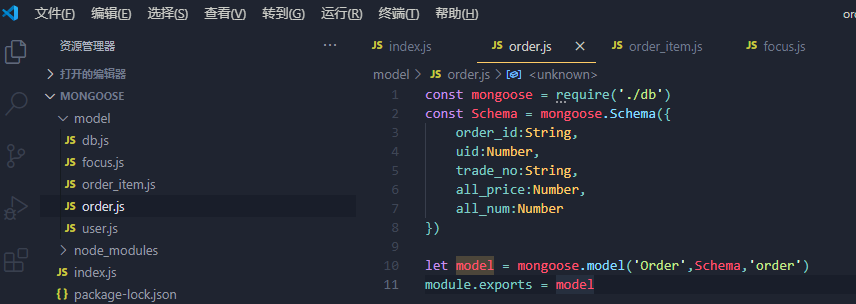 文件(F) 编辑(E) 选择(S) 查看(V) 转到(G) 运行(R) 终端(T) 帮助(H) or
资源管理器 ···
打开的编辑器
MONGOOSE
model
JS db.js
JS focus.js
JS order_item.js
JS order.js
JS user.js
node_modules
JS index.js
{} package-lock.json
JS index.js JS order.js × JS order_item.js JS focus.js
model > JS order.js > <unknown>
1 const mongoose = require('./db')
2 const Schema = mongoose.Schema({
3 order_id:String,
4 uid:Number,
5 trade_no:String,
6 all_price:Number,
7 all_num:Number
8 })
9
10 let model = mongoose.model('Order',Schema,'order')
11 module.exports = model